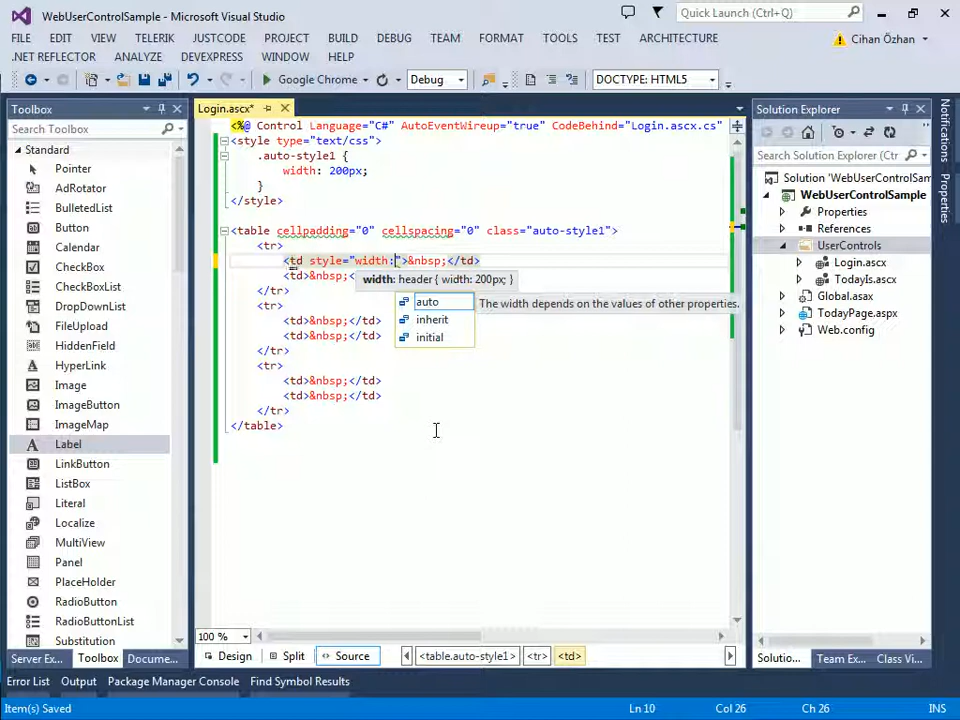 WebUserControlSample - Microsoft Visual Studio
Quick Launch (Ctrl+Q)
FILE EDIT VIEW TELERIK JUSTCODE PROJECT BUILD DEBUG TEAM FORMAT TOOLS TEST ARCHITECTURE
Cihan Özhan
.NET REFLECTOR ANALYZE DEVEXPRESS WINDOW HELP
Google Chrome Debug DOCTYPE: HTML5
Toolbox
Search Toolbox
Standard
Pointer
AdRotator
BulletedList
Button
Calendar
CheckBox
CheckBoxList
DropDownList
FileUpload
HiddenField
HyperLink
Image
ImageButton
ImageMap
Label
LinkButton
ListBox
Literal
Localize
MultiView
Panel
PlaceHolder
RadioButton
RadioButtonList
Substitution
Server Ex... Toolbox Docume...
Login.ascx*
<%@ Control Language="C#" AutoEventWireup="true" CodeBehind="Login.ascx.cs"
<style type="text/css">
.auto-style1 {
width: 200px;
}
</style>
<table cellpadding="0" cellspacing="0" class="auto-style1">
<tr>
<td style="width:">&nbsp;</td>
<td>&nbsp;<
width: header { width: 200px; }
</tr>
auto
The width depends on the values of other properties.
<tr>
inherit
<td>&nbsp;</td>
initial
<td>&nbsp;</td>
</tr>
<tr>
<td>&nbsp;</td>
<td>&nbsp;</td>
</tr>
</table>
100 %
Design Split Source <table.auto-style1> <tr> <td>
Solution Explorer
Search Solution Explorer (Ctr
Solution 'WebUserControlSam
WebUserControlSample
Properties
References
UserControls
Login.ascx
TodayIs.ascx
Global.asax
TodayPage.aspx
Web.config
Solutio... Team Ex... Class Vi...
Notifications
Properties
Error List Output Package Manager Console Find Symbol Results
Item(s) Saved Ln 10 Col 26 Ch 26 INS